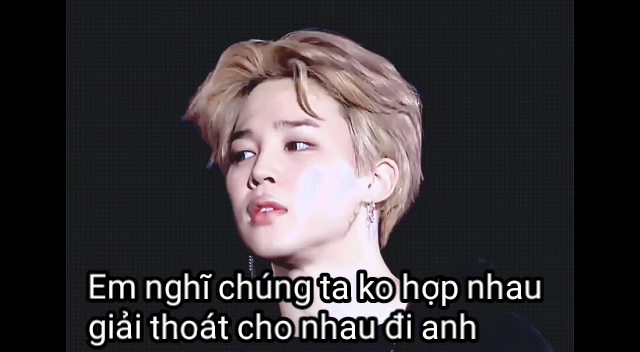 Em nghĩ chúng ta ko hợp nhau
giải thoát cho nhau đi anh